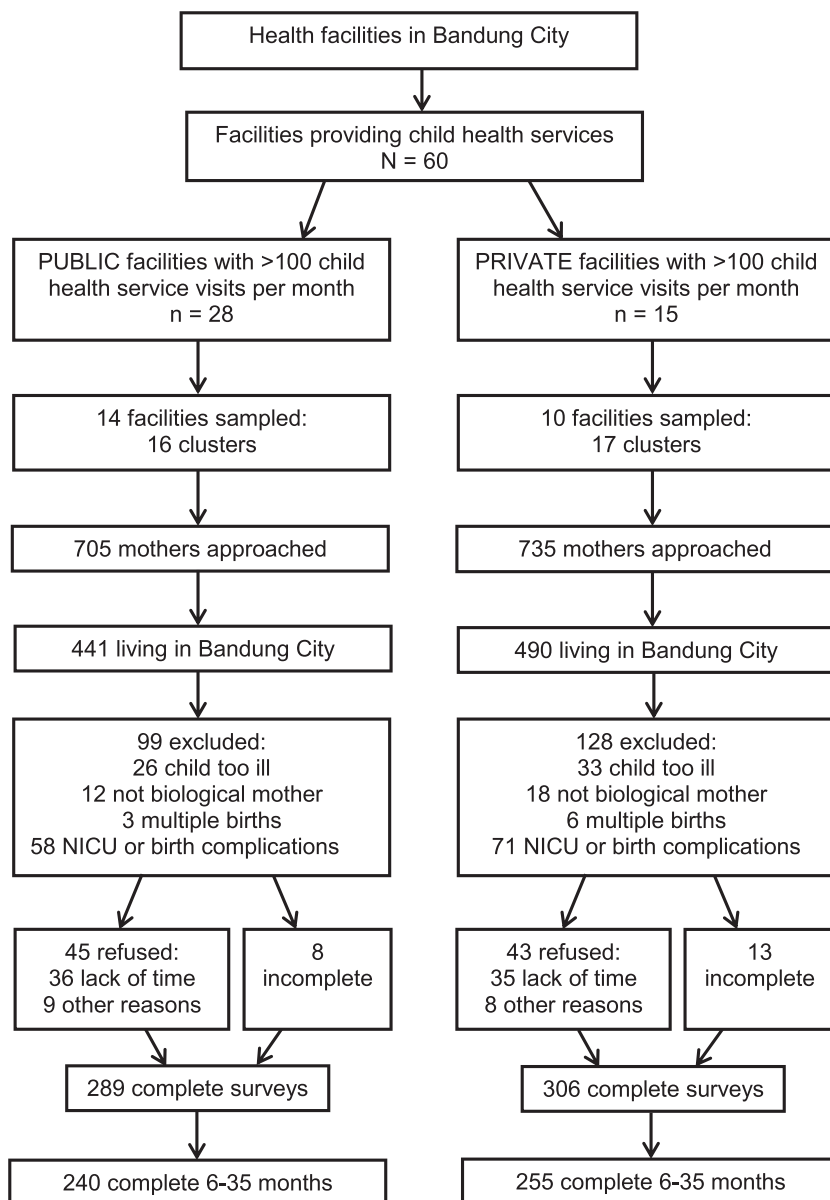 Health facilities in Bandung City
Facilities providing child health services
N = 60
PUBLIC facilities with >100 child
health service visits per month
n = 28
PRIVATE facilities with >100 child
health service visits per month
n = 15
14 facilities sampled:
16 clusters
10 facilities sampled:
17 clusters
705 mothers approached
735 mothers approached
441 living in Bandung City
490 living in Bandung City
99 excluded:
26 child too ill
12 not biological mother
3 multiple births
58 NICU or birth complications
128 excluded:
33 child too ill
18 not biological mother
6 multiple births
71 NICU or birth complications
45 refused:
36 lack of time
9 other reasons
8
incomplete
43 refused:
35 lack of time
8 other reasons
13
incomplete
289 complete surveys
306 complete surveys
240 complete 6-35 months
255 complete 6-35 months